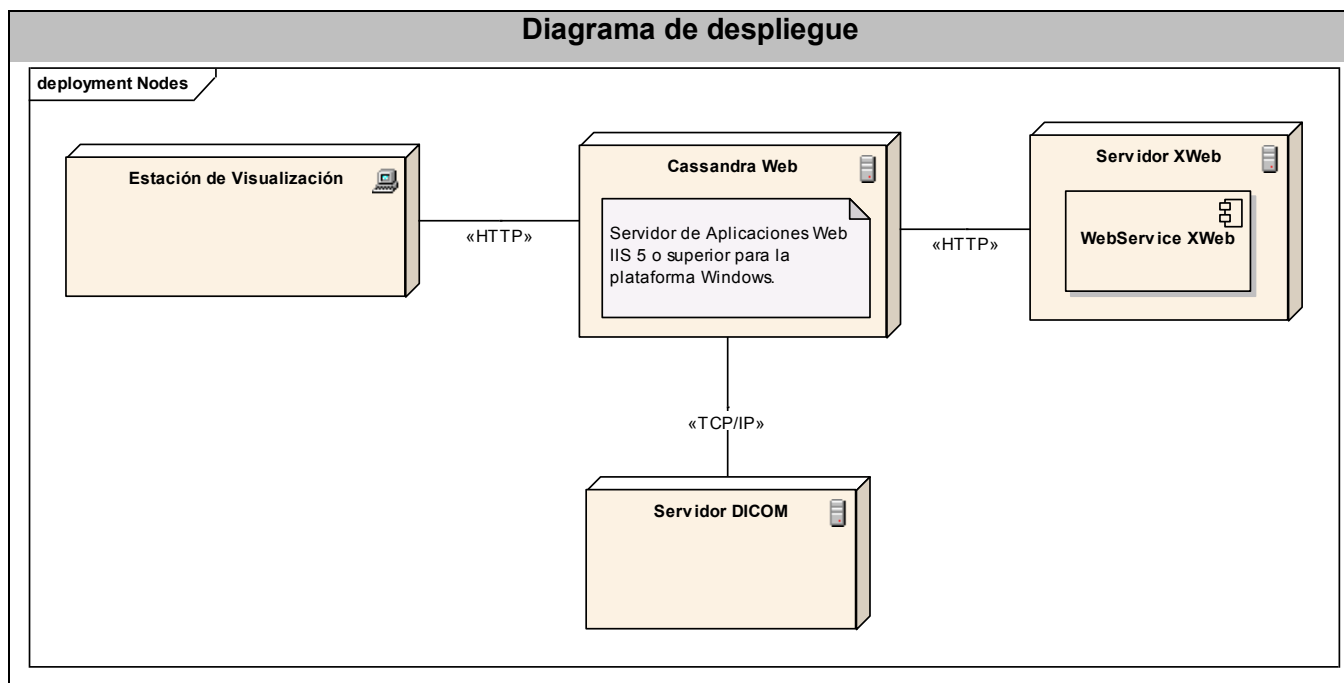 Diagrama de despliegue
deployment Nodes
Estación de Visualización
«HTTP»
Cassandra Web
Servidor de Aplicaciones Web
IIS 5 o superior para la
plataforma Windows.
«HTTP»
Servidor XWeb
WebService XWeb
«TCP/IP»
Servidor DICOM